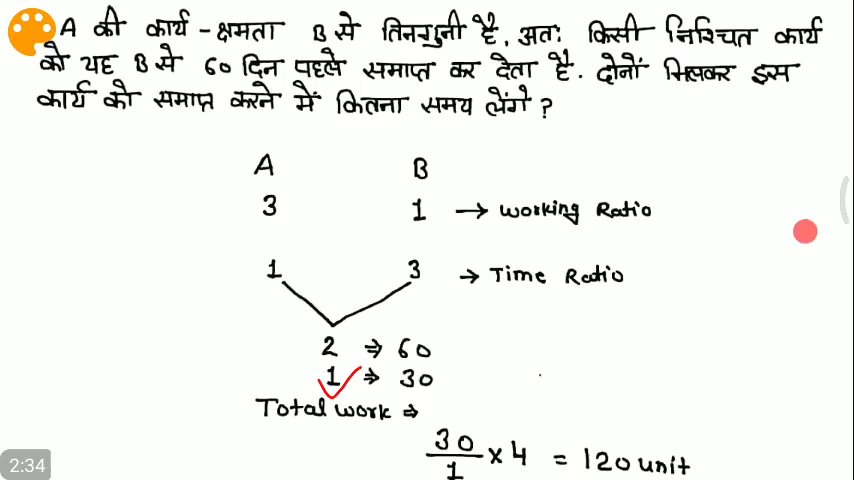 A की कार्य-क्षमता B से तिनगुनी है, अतः किसी निश्चित कार्य
को यह B से 60 दिन पहले समाप्त कर देता है. दोनों मिलकर इस
कार्य को समाप्त करने में कितना समय लेंगे ?
A B
3 1 → Working Ratio
1 3 → Time Ratio
2 ⇒ 60
1 ⇒ 30
Total work ⇒
30/1 × 4 = 120 unit
2:34